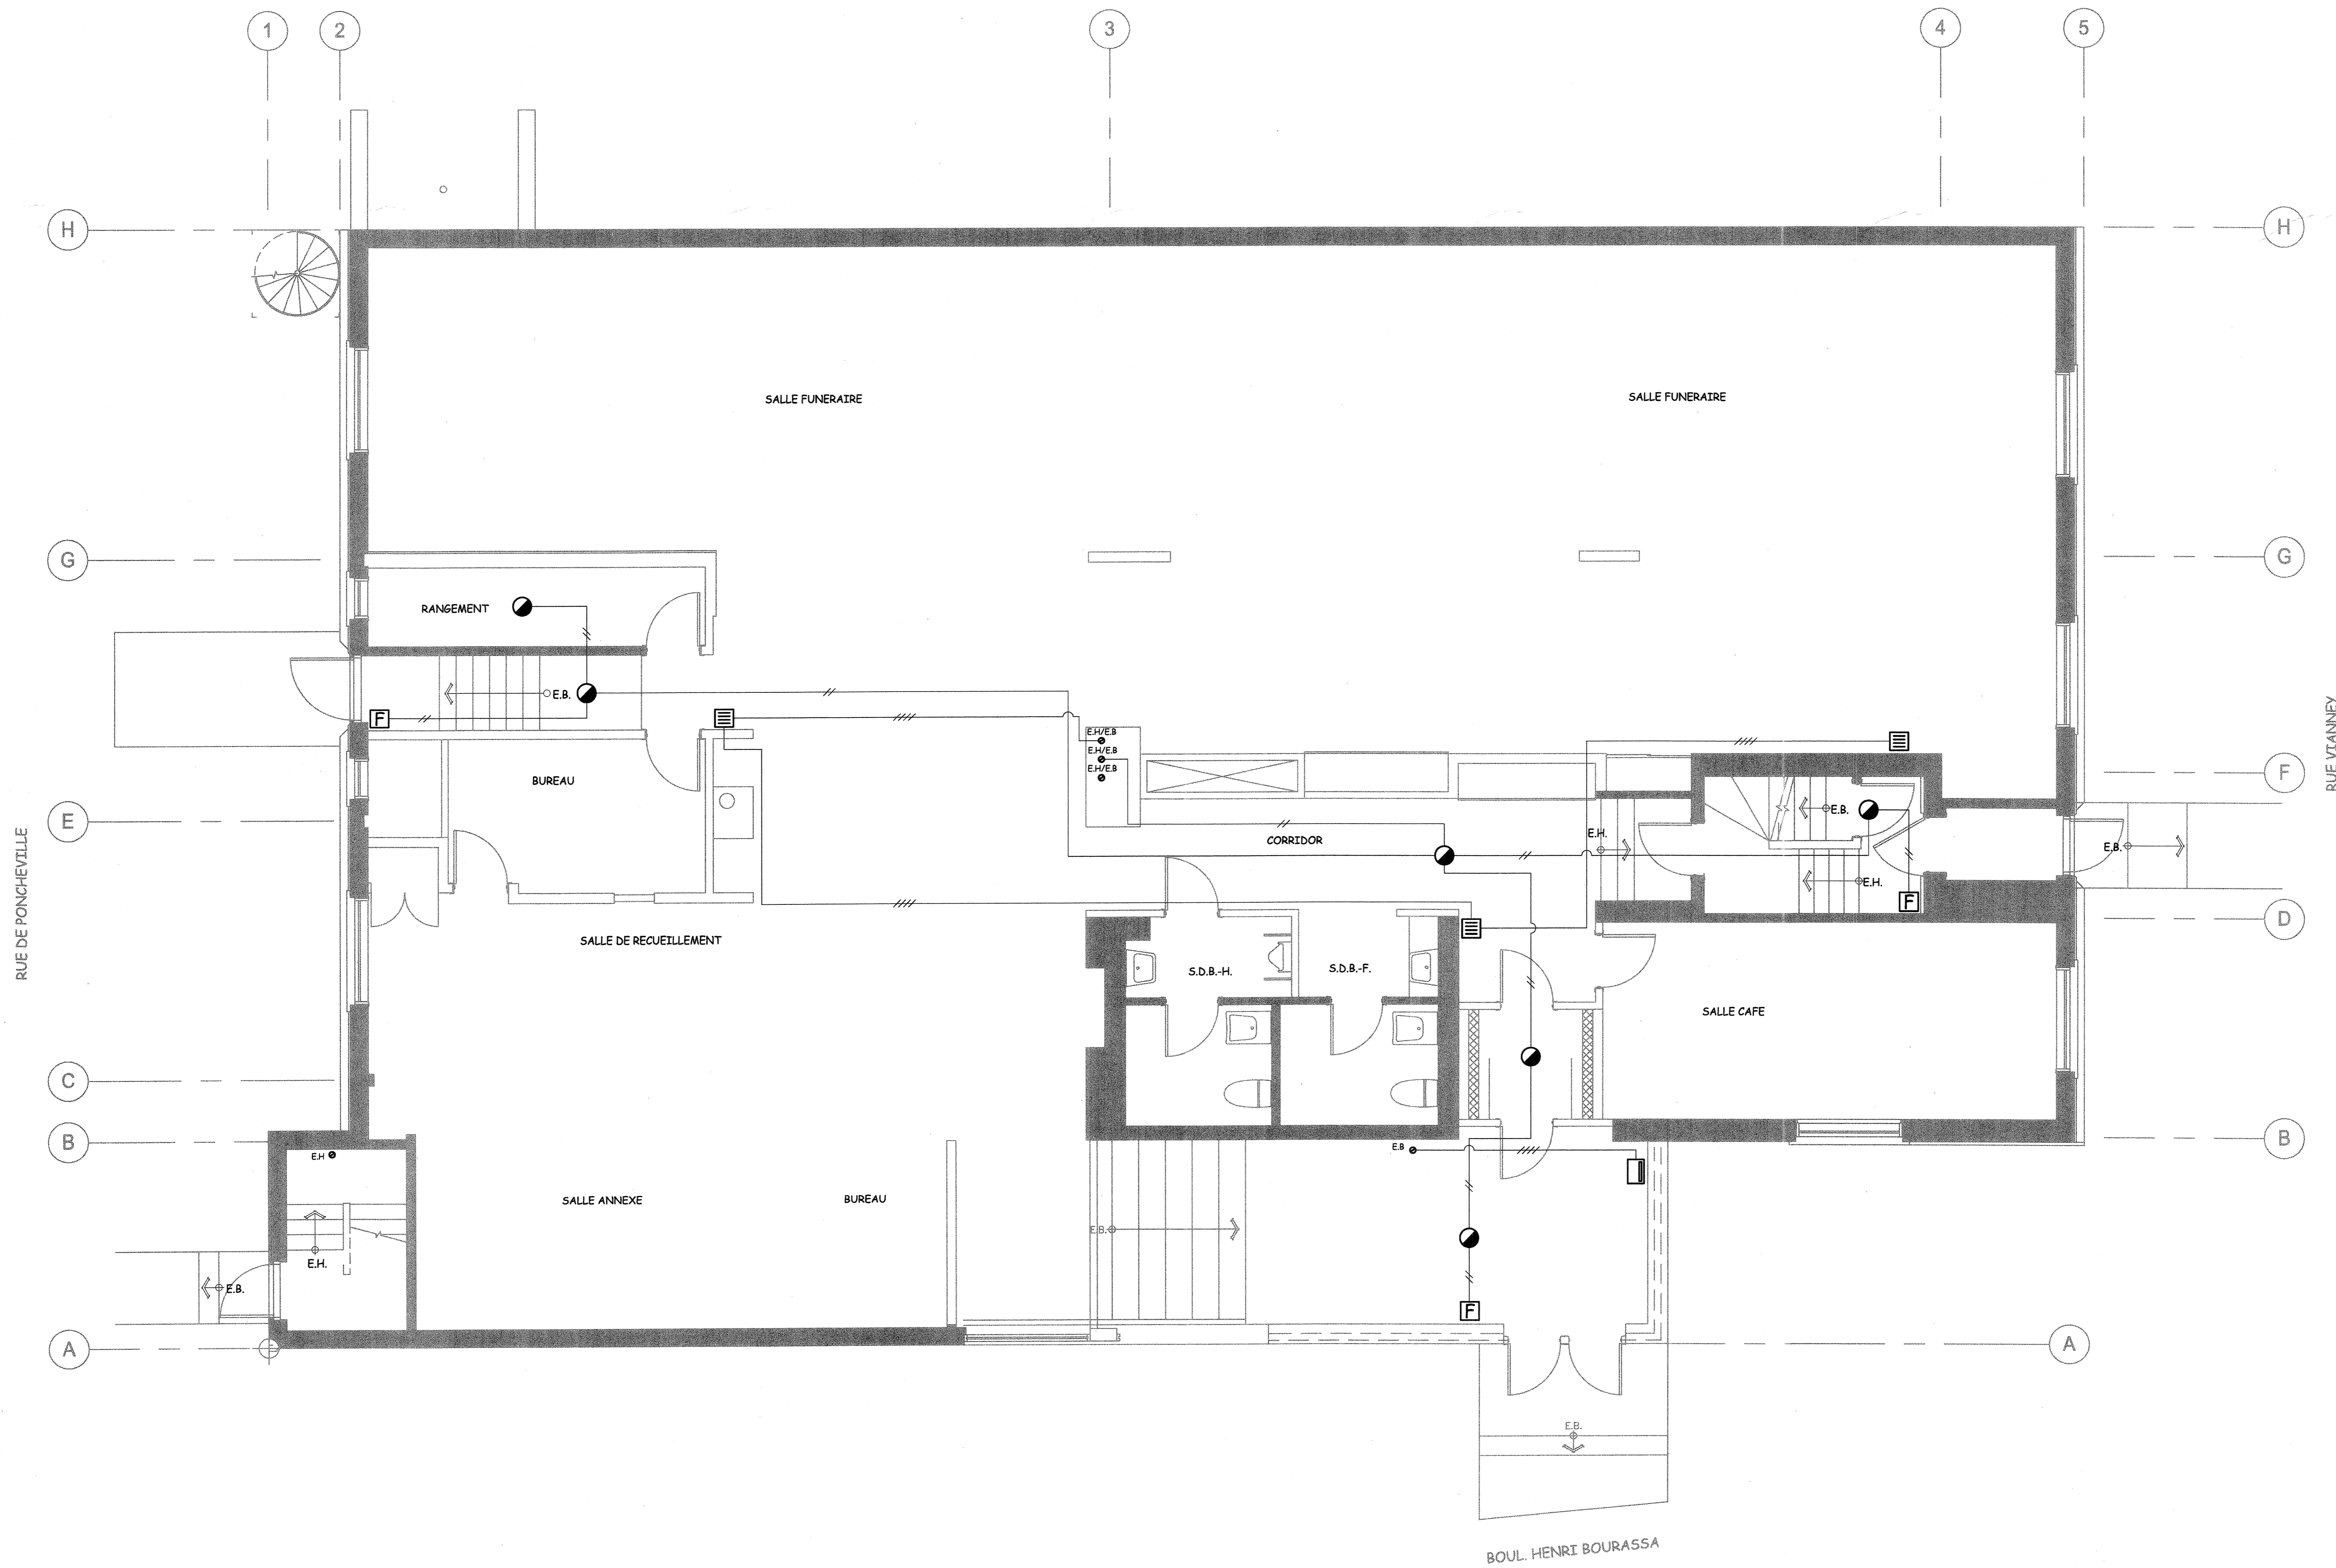 1 2 3 4 5
H H
SALLE FUNERAIRE SALLE FUNERAIRE
G G
RANGEMENT
E.B.
F
E.H/E.B
E.H/E.B
E.H/E.B
RUE VIANNEY
F
BUREAU
E.B.
E
E.H.
CORRIDOR
E.B.
RUE DE PONCHEVILLE
E.H.
F
D
SALLE DE RECUEILLEMENT
S.D.B.-H.
S.D.B.-F.
SALLE CAFE
C
B B
E.B
E.H
SALLE ANNEXE
BUREAU
E.B.
E.H.
E.B.
F
A A
E.B.
BOUL. HENRI BOURASSA